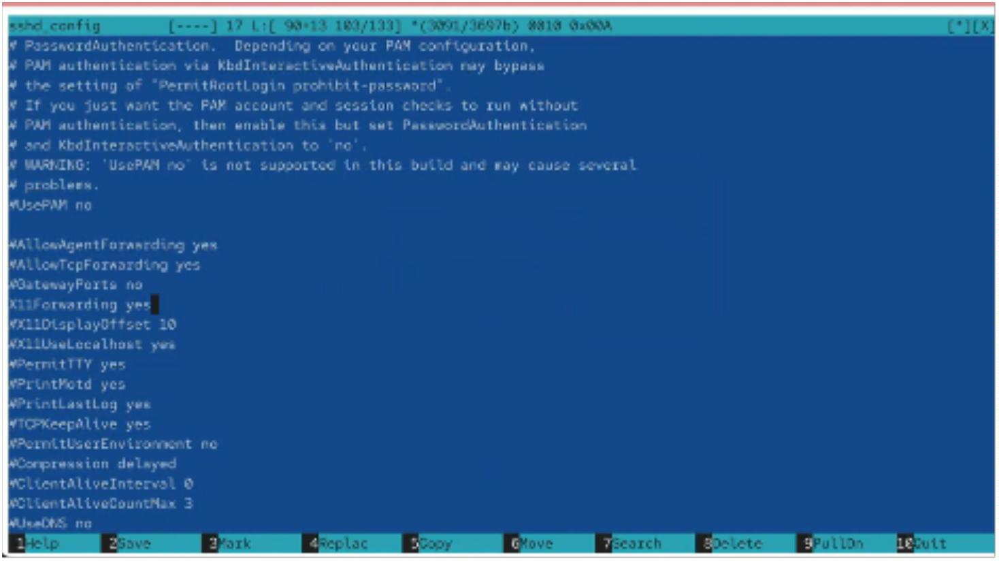 sshd_config [----] 17 L:[ 90+13 103/133] *(3091/3697b) 0010 0x00A [*][X]
# PasswordAuthentication.  Depending on your PAM configuration,
# PAM authentication via KbdInteractiveAuthentication may bypass
# the setting of "PermitRootLogin prohibit-password".
# If you just want the PAM account and session checks to run without
# PAM authentication, then enable this but set PasswordAuthentication
# and KbdInteractiveAuthentication to 'no'.
# WARNING: 'UsePAM no' is not supported in this build and may cause several
# problems.
#UsePAM no
#AllowAgentForwarding yes
#AllowTcpForwarding yes
#GatewayPorts no
X11Forwarding yes
#X11DisplayOffset 10
#X11UseLocalhost yes
#PermitTTY yes
#PrintMotd yes
#PrintLastLog yes
#TCPKeepAlive yes
#PermitUserEnvironment no
#Compression delayed
#ClientAliveInterval 0
#ClientAliveCountMax 3
#UseDNS no
1Help 2Save 3Mark 4Replac 5Copy 6Move 7Search 8Delete 9PullDn 10Quit